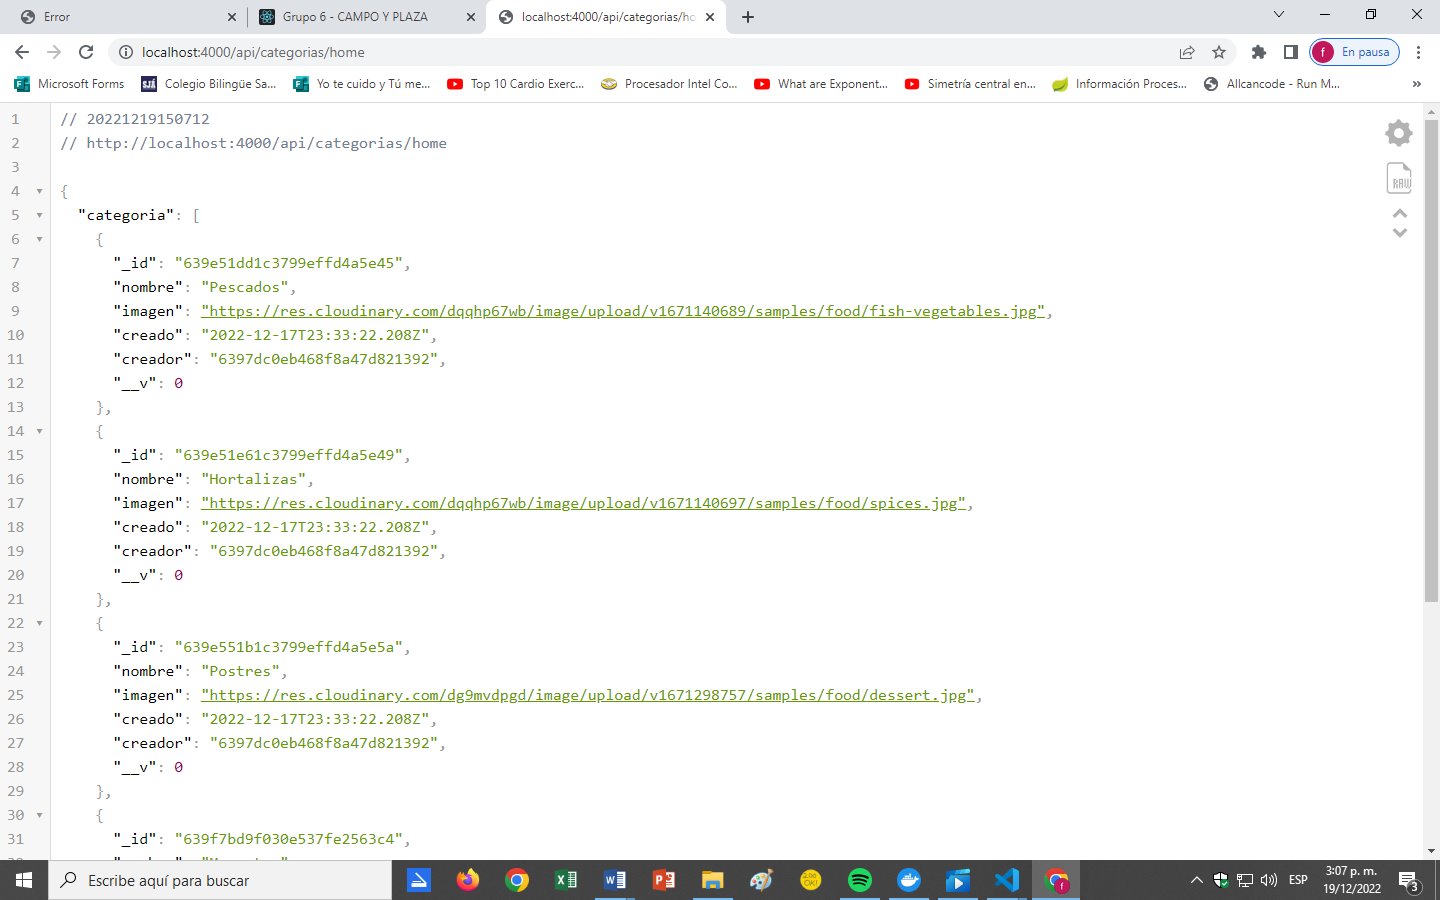 Error
Grupo 6 - CAMPO Y PLAZA
localhost:4000/api/categorias/ho
localhost:4000/api/categorias/home
f En pausa
Microsoft Forms
SJA Colegio Bilingüe Sa...
Yo te cuido y Tú me...
Top 10 Cardio Exerc...
Procesador Intel Co...
What are Exponent...
Simetría central en...
Información Proces...
Allcancode - Run M...
»
1 // 20221219150712
2 // http://localhost:4000/api/categorias/home
3
4 {
5 "categoria": [
6 {
7 "_id": "639e51dd1c3799effd4a5e45",
8 "nombre": "Pescados",
9 "imagen": "https://res.cloudinary.com/dqqhp67wb/image/upload/v1671140689/samples/food/fish-vegetables.jpg",
10 "creado": "2022-12-17T23:33:22.208Z",
11 "creador": "6397dc0eb468f8a47d821392",
12 "__v": 0
13 },
14 {
15 "_id": "639e51e61c3799effd4a5e49",
16 "nombre": "Hortalizas",
17 "imagen": "https://res.cloudinary.com/dqqhp67wb/image/upload/v1671140697/samples/food/spices.jpg",
18 "creado": "2022-12-17T23:33:22.208Z",
19 "creador": "6397dc0eb468f8a47d821392",
20 "__v": 0
21 },
22 {
23 "_id": "639e551b1c3799effd4a5e5a",
24 "nombre": "Postres",
25 "imagen": "https://res.cloudinary.com/dg9mvdpgd/image/upload/v1671298757/samples/food/dessert.jpg",
26 "creado": "2022-12-17T23:33:22.208Z",
27 "creador": "6397dc0eb468f8a47d821392",
28 "__v": 0
29 },
30 {
31 "_id": "639f7bd9f030e537fe2563c4",
RAW
Escribe aquí para buscar
ESP
3:07 p. m.
19/12/2022
3